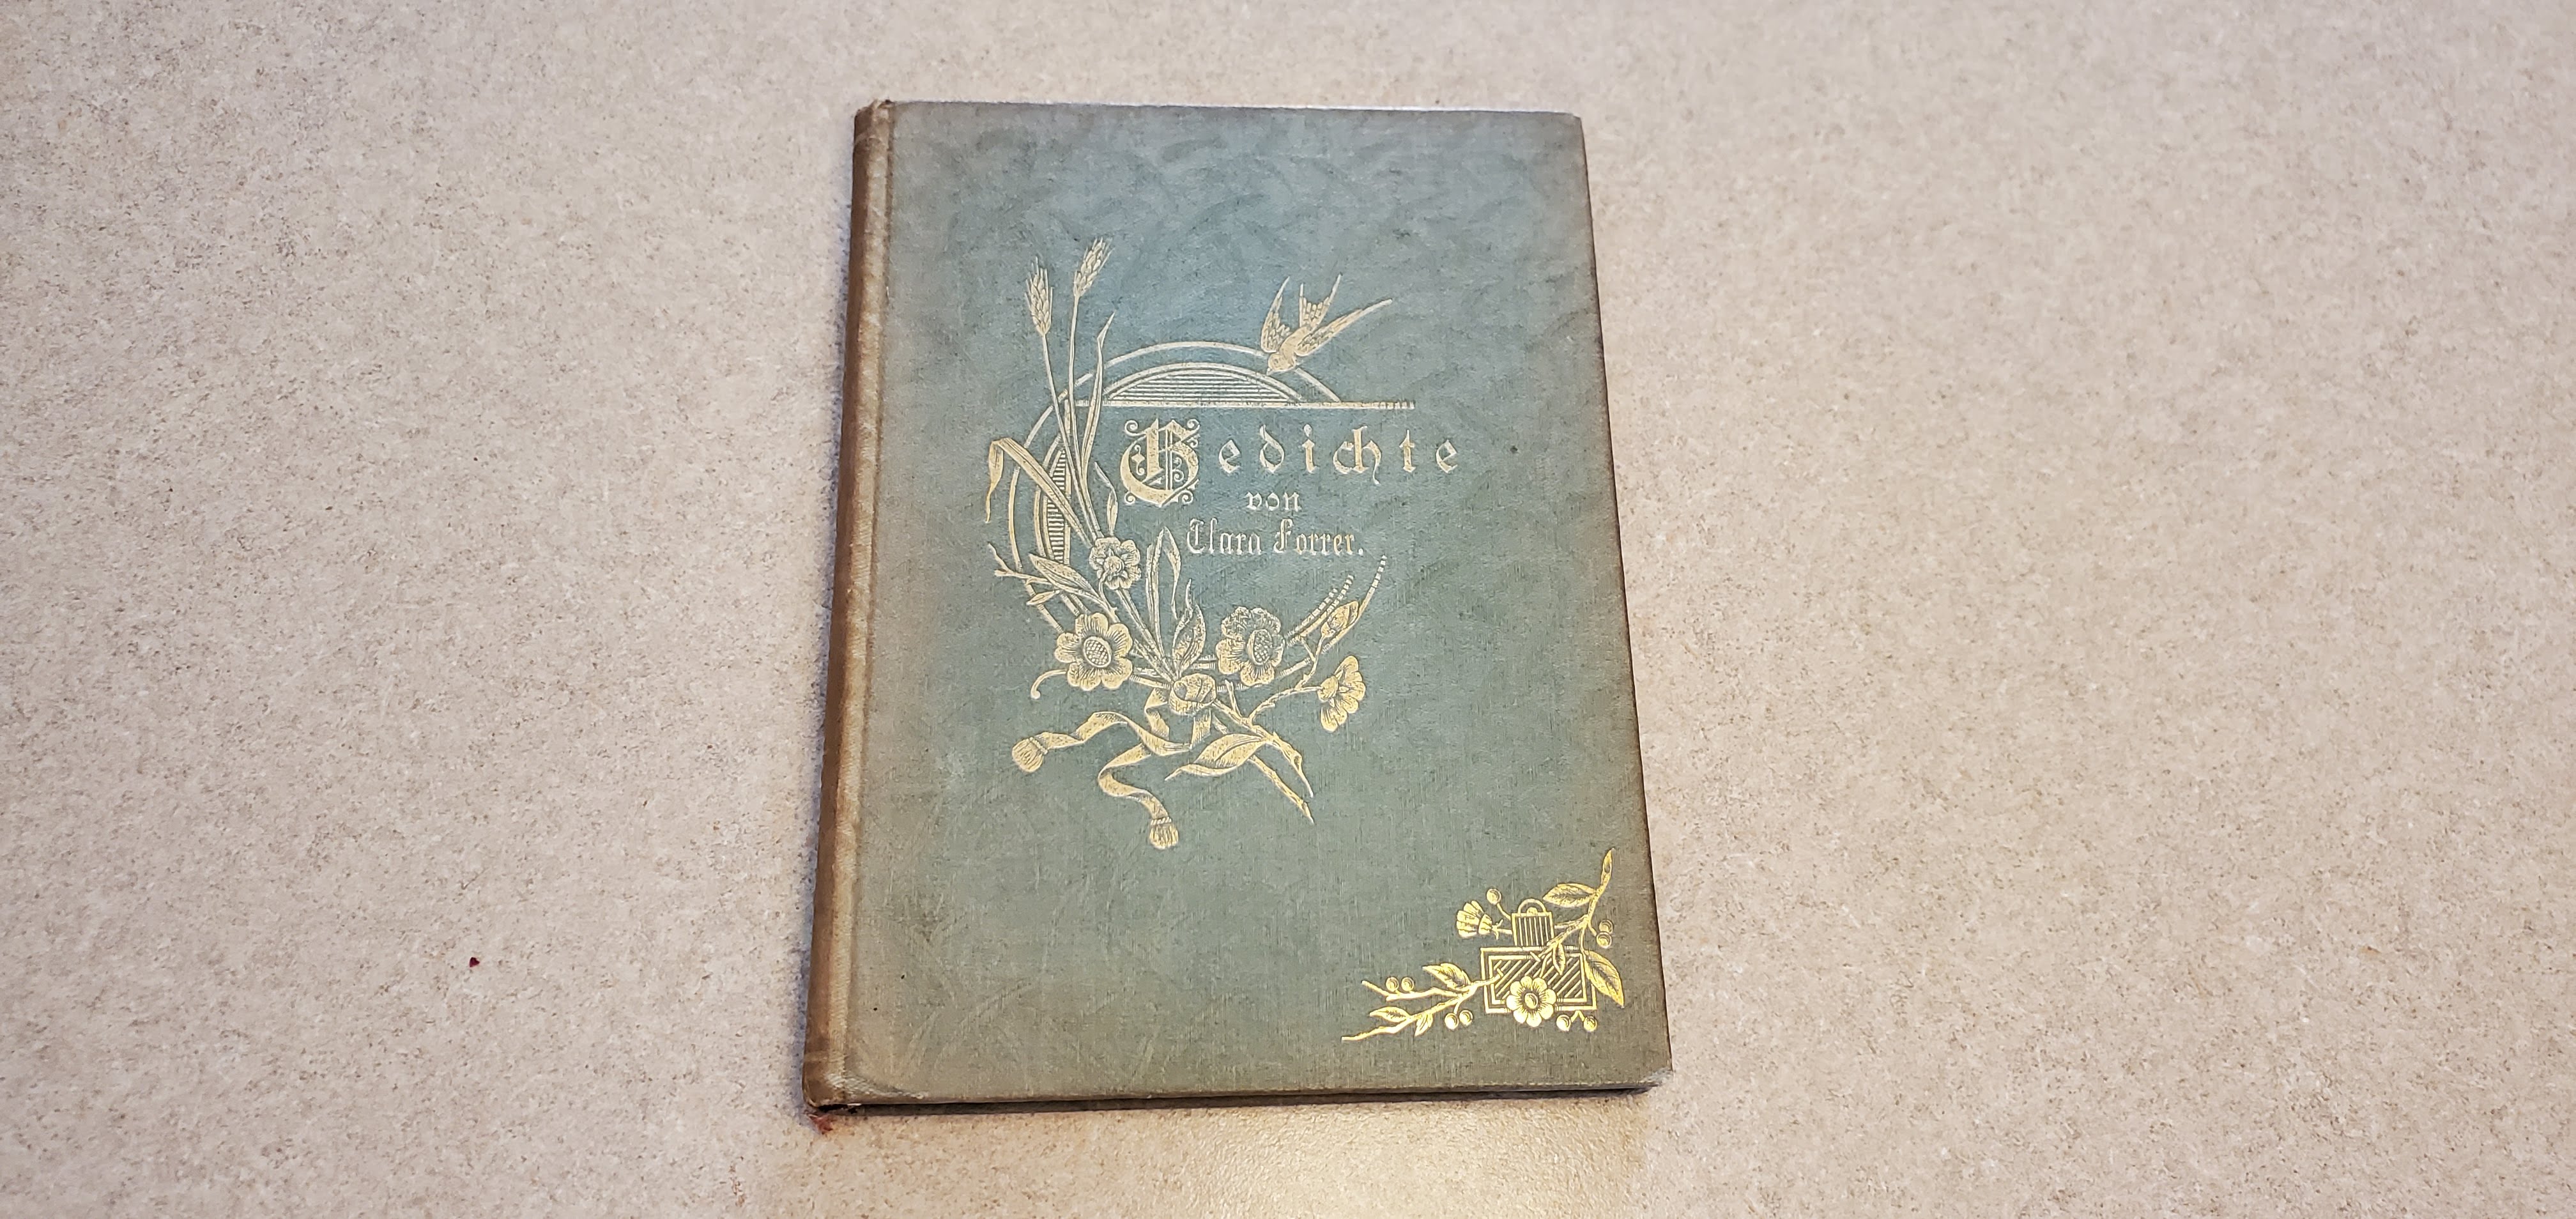 Gedichte
von
Clara Forrer.